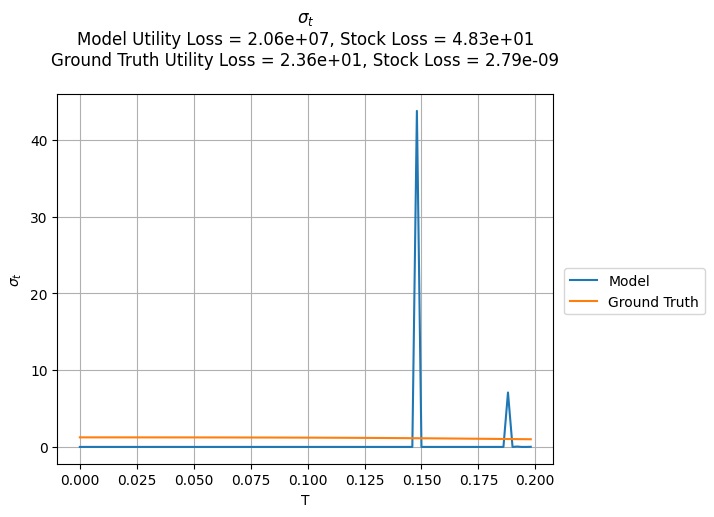 σt
Model Utility Loss = 2.06e+07, Stock Loss = 4.83e+01
Ground Truth Utility Loss = 2.36e+01, Stock Loss = 2.79e-09
40
30
20
10
0
σt
0.000 0.025 0.050 0.075 0.100 0.125 0.150 0.175 0.200
T
Model
Ground Truth